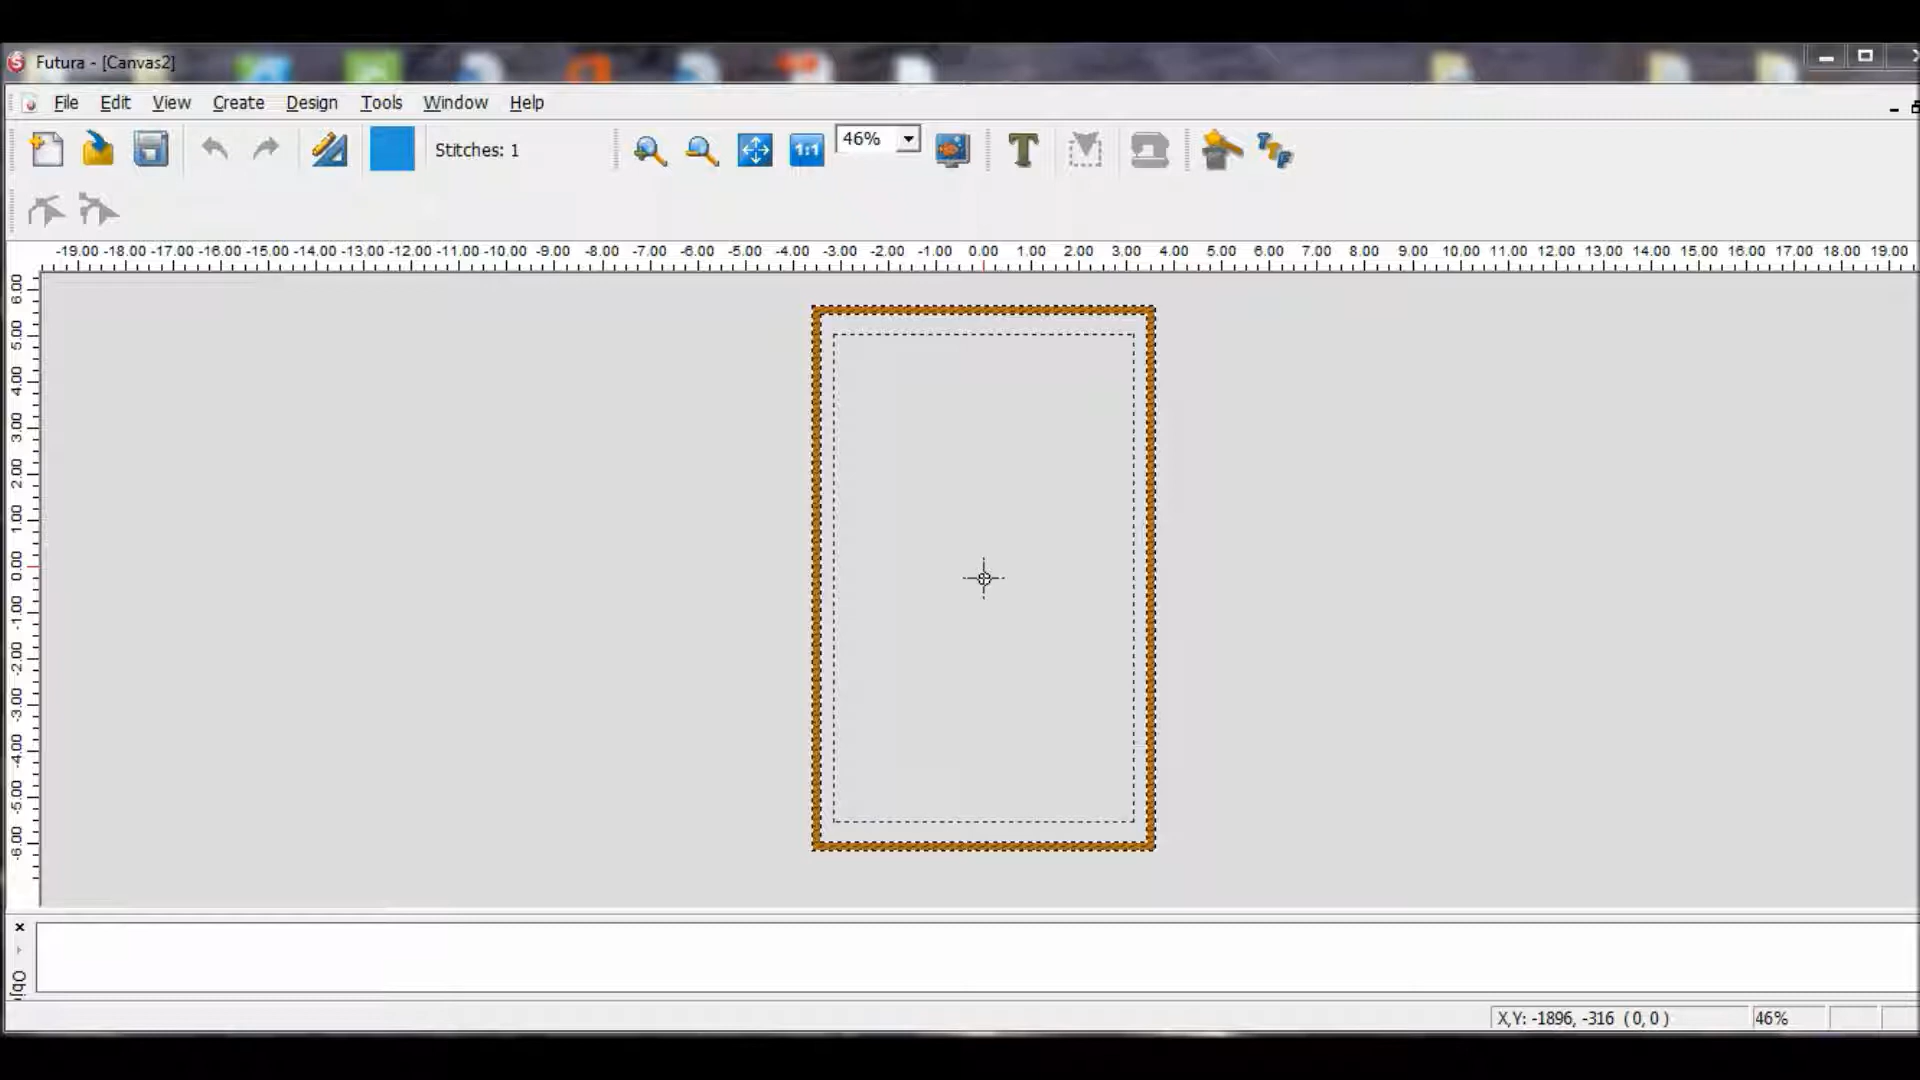 Futura - [Canvas2]
File Edit View Create Design Tools Window Help
Stitches: 1
1:1
46%
T
TTF
-19.00 -18.00 -17.00 -16.00 -15.00 -14.00 -13.00 -12.00 -11.00 -10.00 -9.00 -8.00 -7.00 -6.00 -5.00 -4.00 -3.00 -2.00 -1.00 0.00 1.00 2.00 3.00 4.00 5.00 6.00 7.00 8.00 9.00 10.00 11.00 12.00 13.00 14.00 15.00 16.00 17.00 18.00 19.00
6.00
5.00
4.00
3.00
2.00
1.00
0.00
-1.00
-2.00
-3.00
-4.00
-5.00
-6.00
X,Y: -1896, -316 ( 0, 0 )
46%